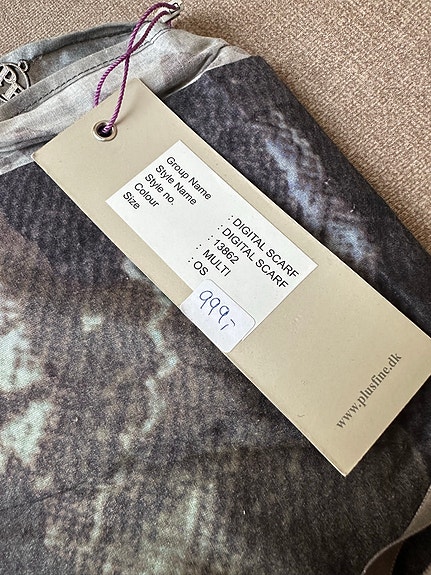 Group Name : DIGITAL SCARF
Style Name : DIGITAL SCARF
Style no. : 13862
Colour : MULTI
Size : OS
999,-
www.plusfine.dk